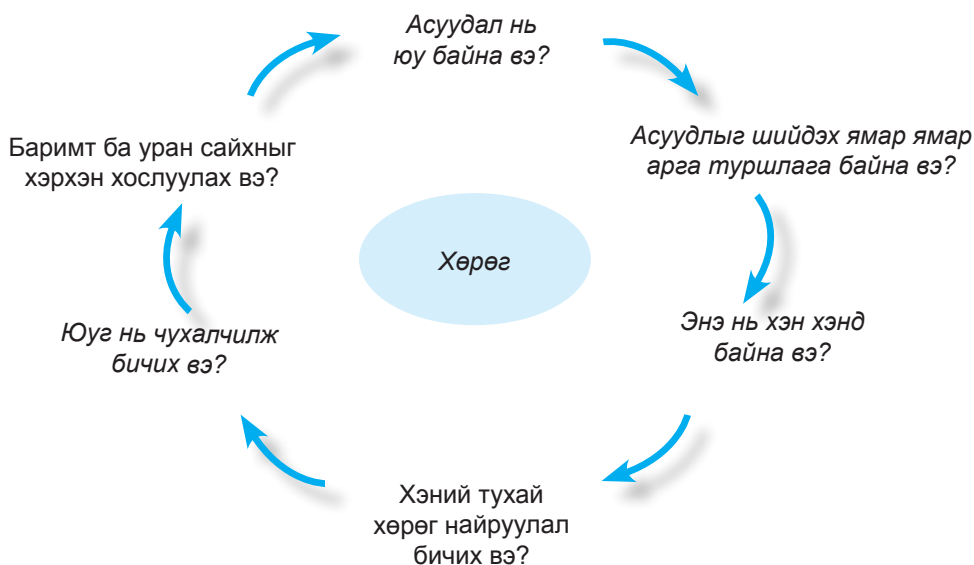 Асуудал нь
юу байна вэ?
Асуудлыг шийдэх ямар ямар
арга туршлага байна вэ?
Энэ нь хэн хэнд
байна вэ?
Хэний тухай
хөрөг найруулал
бичих вэ?
Юуг нь чухалчилж
бичих вэ?
Баримт ба уран сайхныг
хэрхэн хослуулах вэ?
Хөрөг